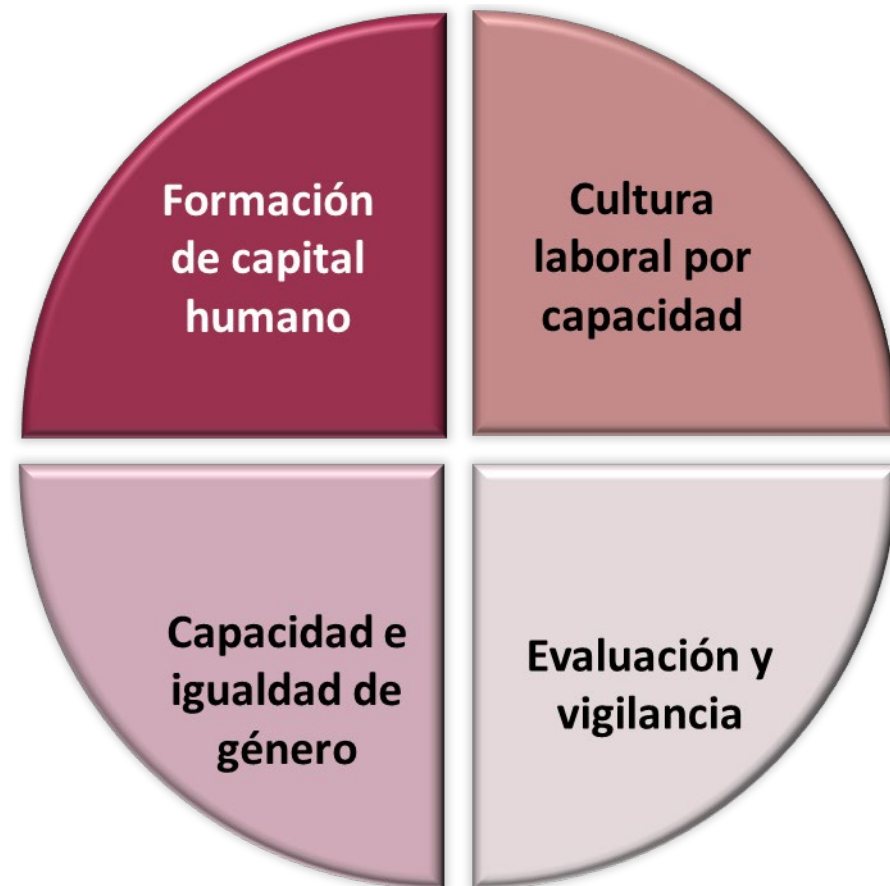 Formación
de capital
humano
Cultura
laboral por
capacidad
Capacidad e
igualdad de
género
Evaluación y
vigilancia